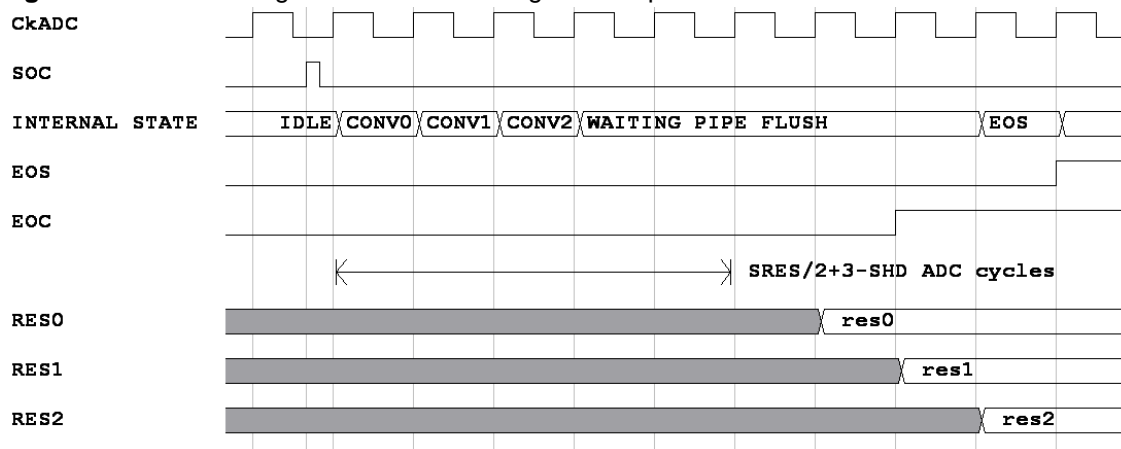 CkADC
SOC
INTERNAL STATE IDLE CONV0 CONV1 CONV2 WAITING PIPE FLUSH EOS
EOS
EOC
SRES/2+3-SHD ADC cycles
RES0 res0
RES1 res1
RES2 res2